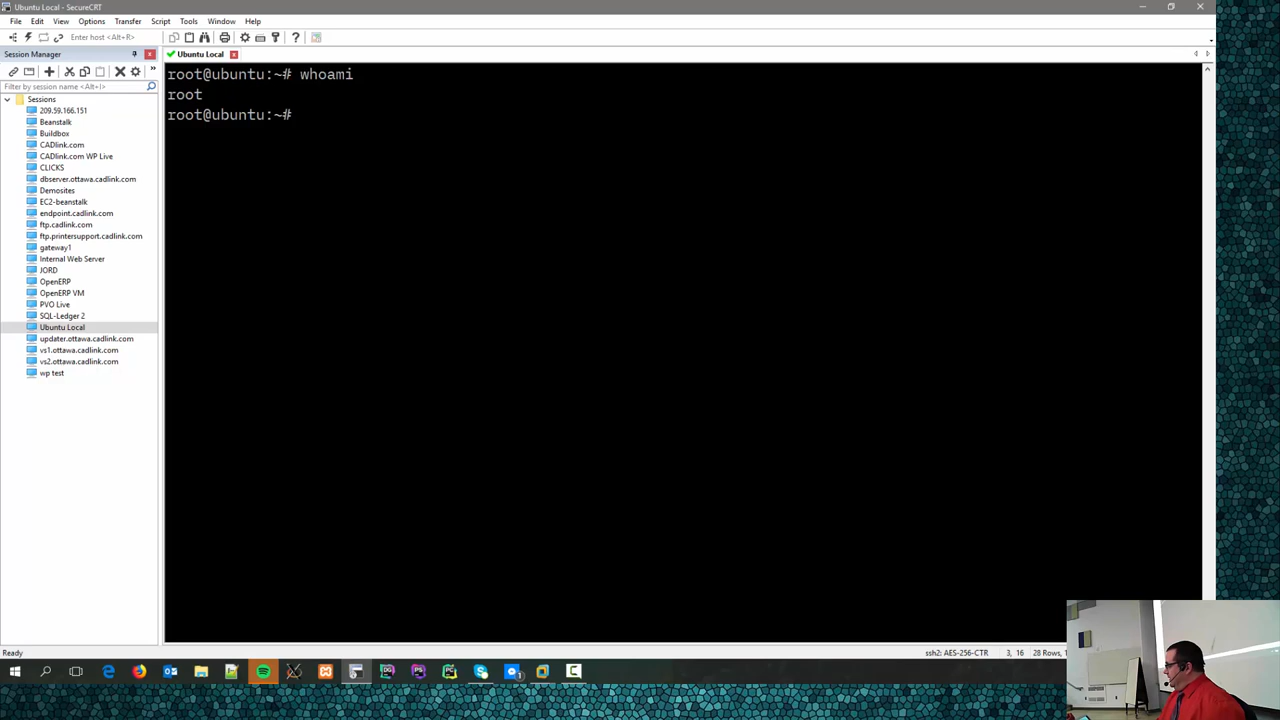 Ubuntu Local - SecureCRT
File Edit View Options Transfer Script Tools Window Help
Enter host <Alt+R>
Session Manager
Ubuntu Local
Filter by session name <Alt+I>
Sessions
209.59.166.151
Beanstalk
Buildbox
CADlink.com
CADlink.com WP Live
CLICKS
dbserver.ottawa.cadlink.com
Demosites
EC2-beanstalk
endpoint.cadlink.com
ftp.cadlink.com
ftp.printersupport.cadlink.com
gateway1
Internal Web Server
JORD
OpenERP
OpenERP VM
PVO Live
SQL-Ledger 2
Ubuntu Local
updater.ottawa.cadlink.com
vs1.ottawa.cadlink.com
vs2.ottawa.cadlink.com
wp test
root@ubuntu:~# whoami
root
root@ubuntu:~#
Ready
ssh2: AES-256-CTR 3, 16 28 Rows,